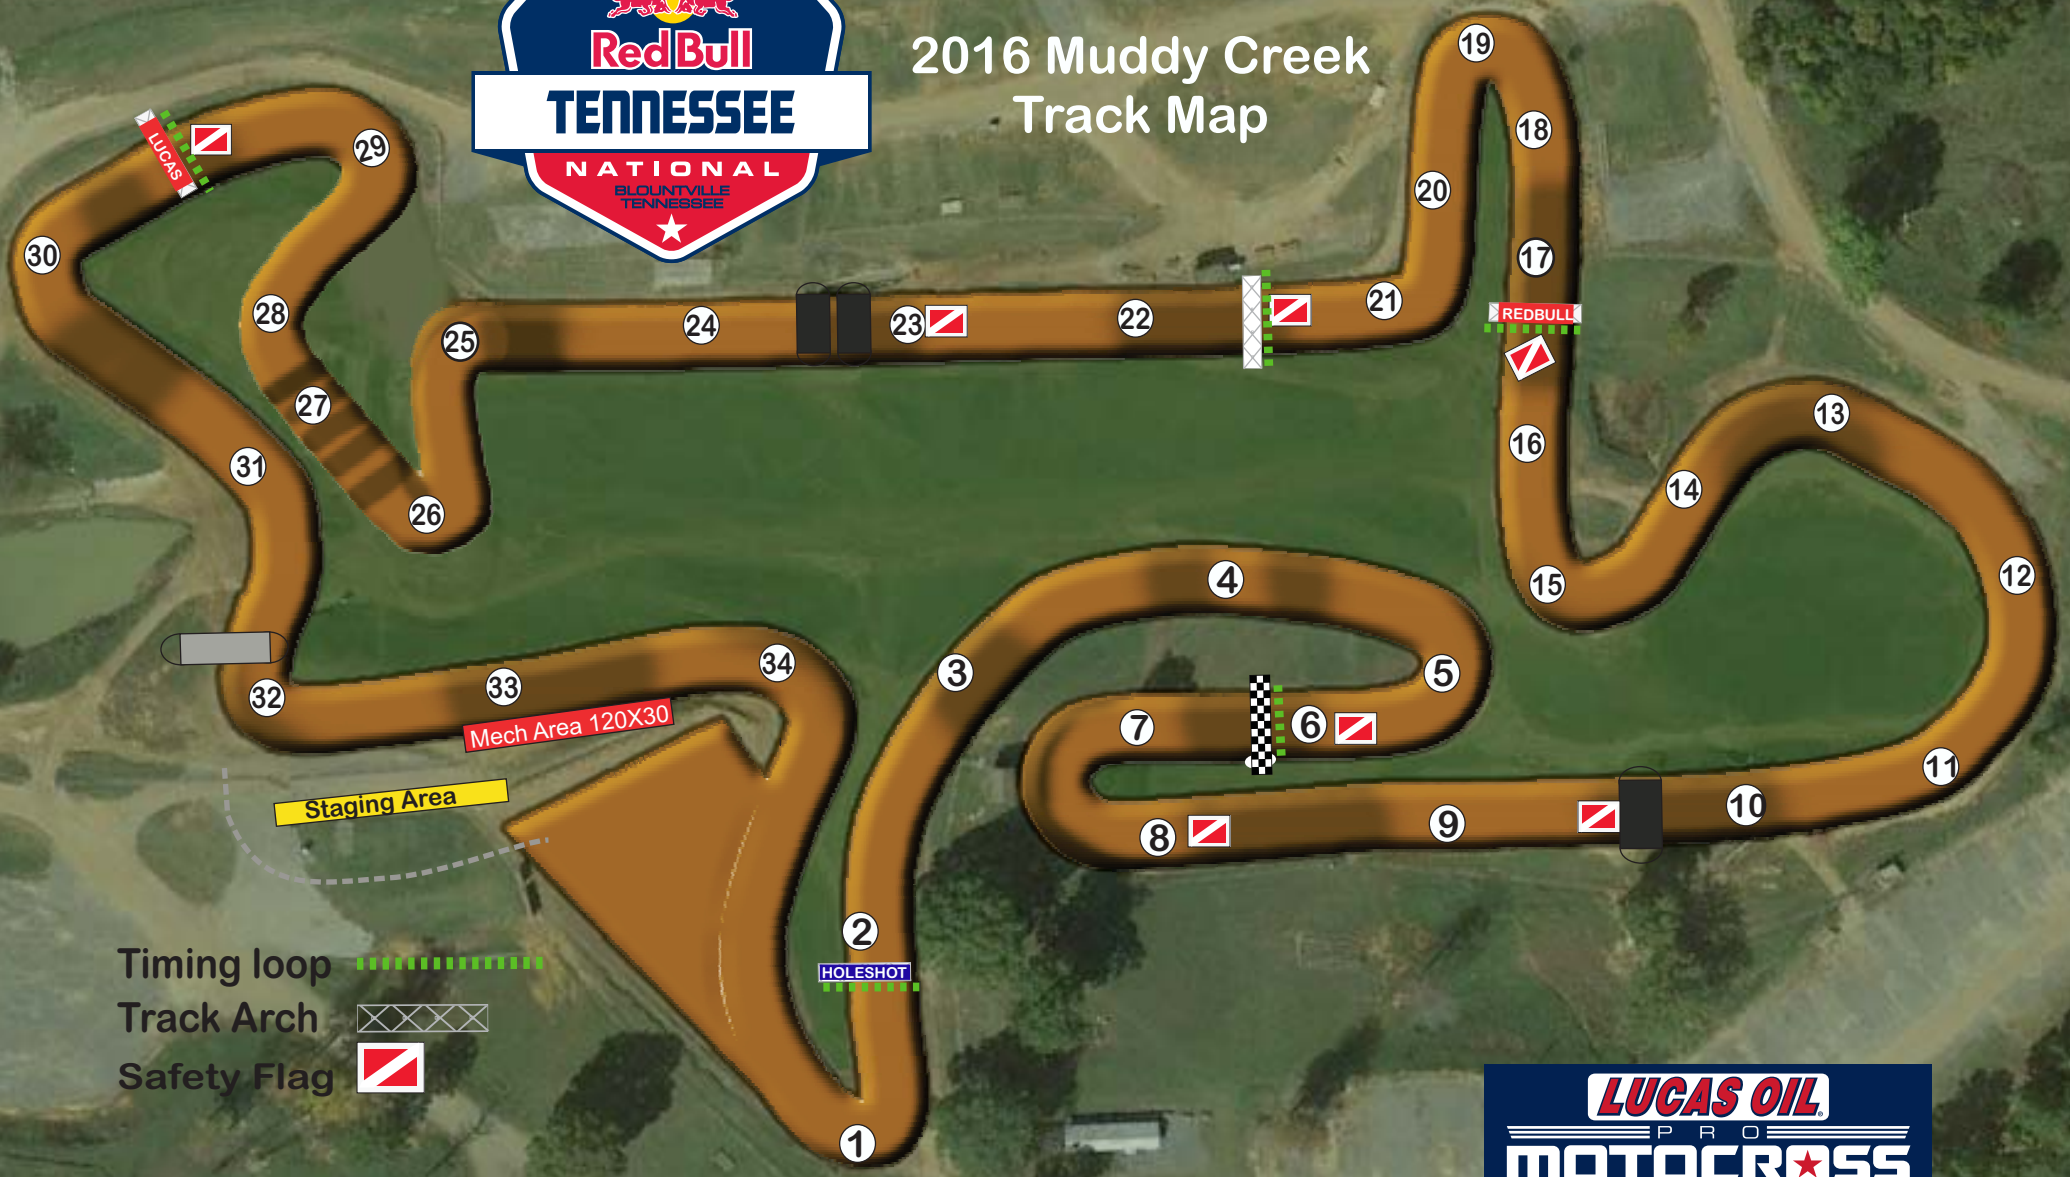 Red Bull
TENNESSEE
NATIONAL
BLOUNTVILLE
TENNESSEE
2016 Muddy Creek
Track Map
19
18
20
17
REDBULL
21
22
23
24
25
16
13
14
15
12
11
10
9
8
7
6
5
4
3
2
HOLESHOT
1
LUCAS
29
30
28
27
26
31
32
33
34
Mech Area 120X30
Staging Area
Timing loop
Track Arch
Safety Flag
LUCAS OIL
PRO
MOTOCROSS